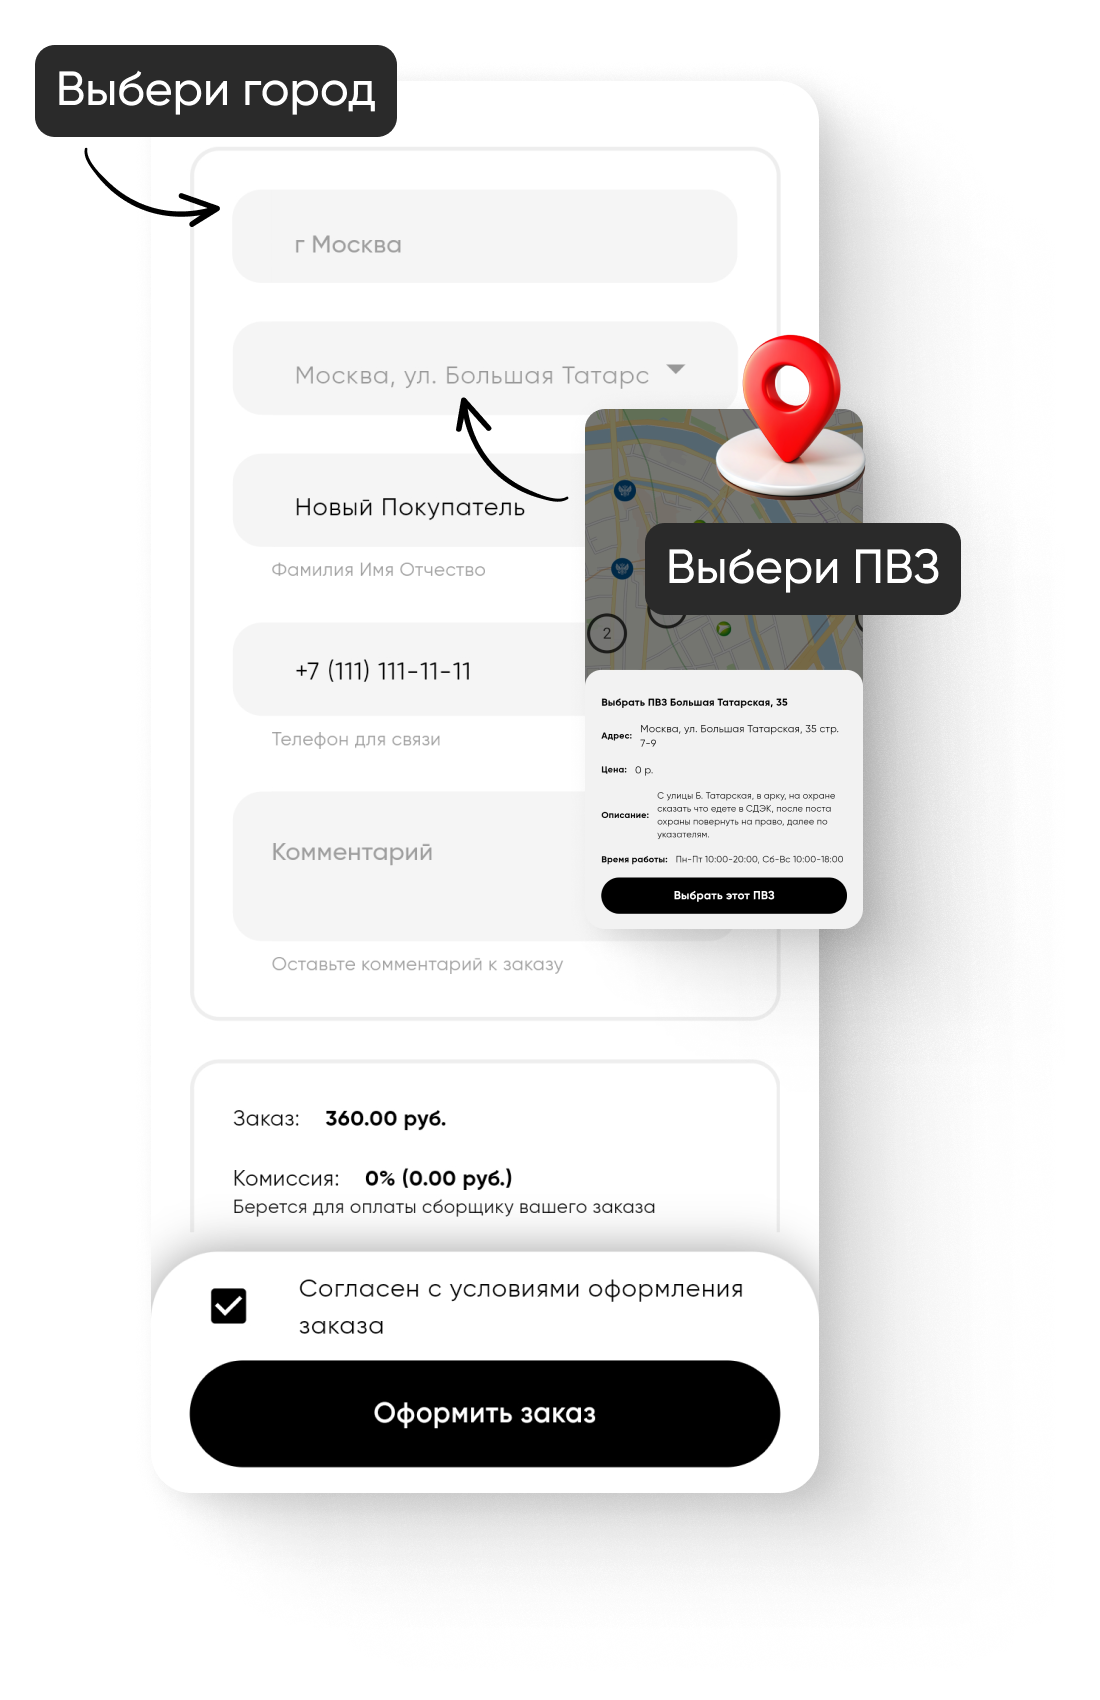 Выбери город
г Москва
Москва, ул. Большая Татарс
Новый Покупатель
Фамилия Имя Отчество
Выбери ПВЗ
2
+7 (111) 111-11-11
Телефон для связи
Выбрать ПВЗ Большая Татарская, 35
Адрес: Москва, ул. Большая Татарская, 35 стр.
7-9
Цена: 0 р.
Описание: С улицы Б. Татарская, в арку, на охране
сказать что едете в СДЭК, после поста
охраны повернуть на право, далее по
указателям.
Время работы: Пн-Пт 10:00-20:00, Сб-Вс 10:00-18:00
Выбрать этот ПВЗ
Комментарий
Оставьте комментарий к заказу
Заказ: 360.00 руб.
Комиссия: 0% (0.00 руб.)
Берется для оплаты сборщику вашего заказа
Согласен с условиями оформления
заказа
Оформить заказ